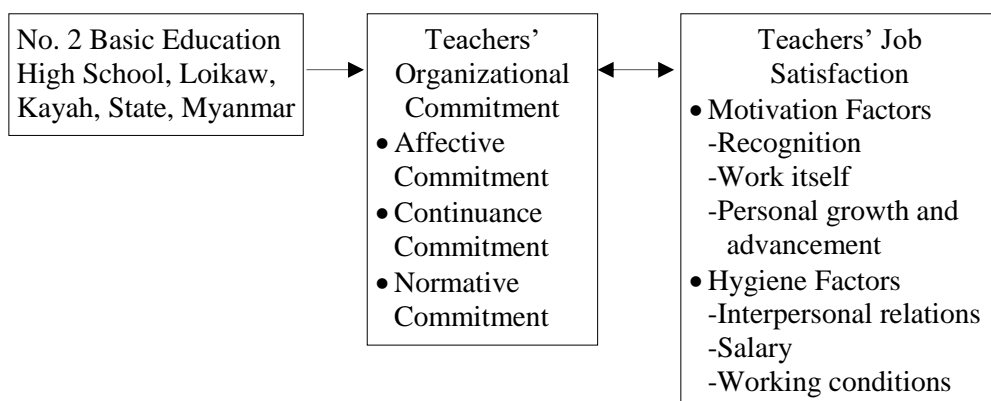 No. 2 Basic Education
High School, Loikaw,
Kayah, State, Myanmar
Teachers’
Organizational
Commitment
• Affective
Commitment
• Continuance
Commitment
• Normative
Commitment
Teachers’ Job
Satisfaction
• Motivation Factors
-Recognition
-Work itself
-Personal growth and
advancement
• Hygiene Factors
-Interpersonal relations
-Salary
-Working conditions